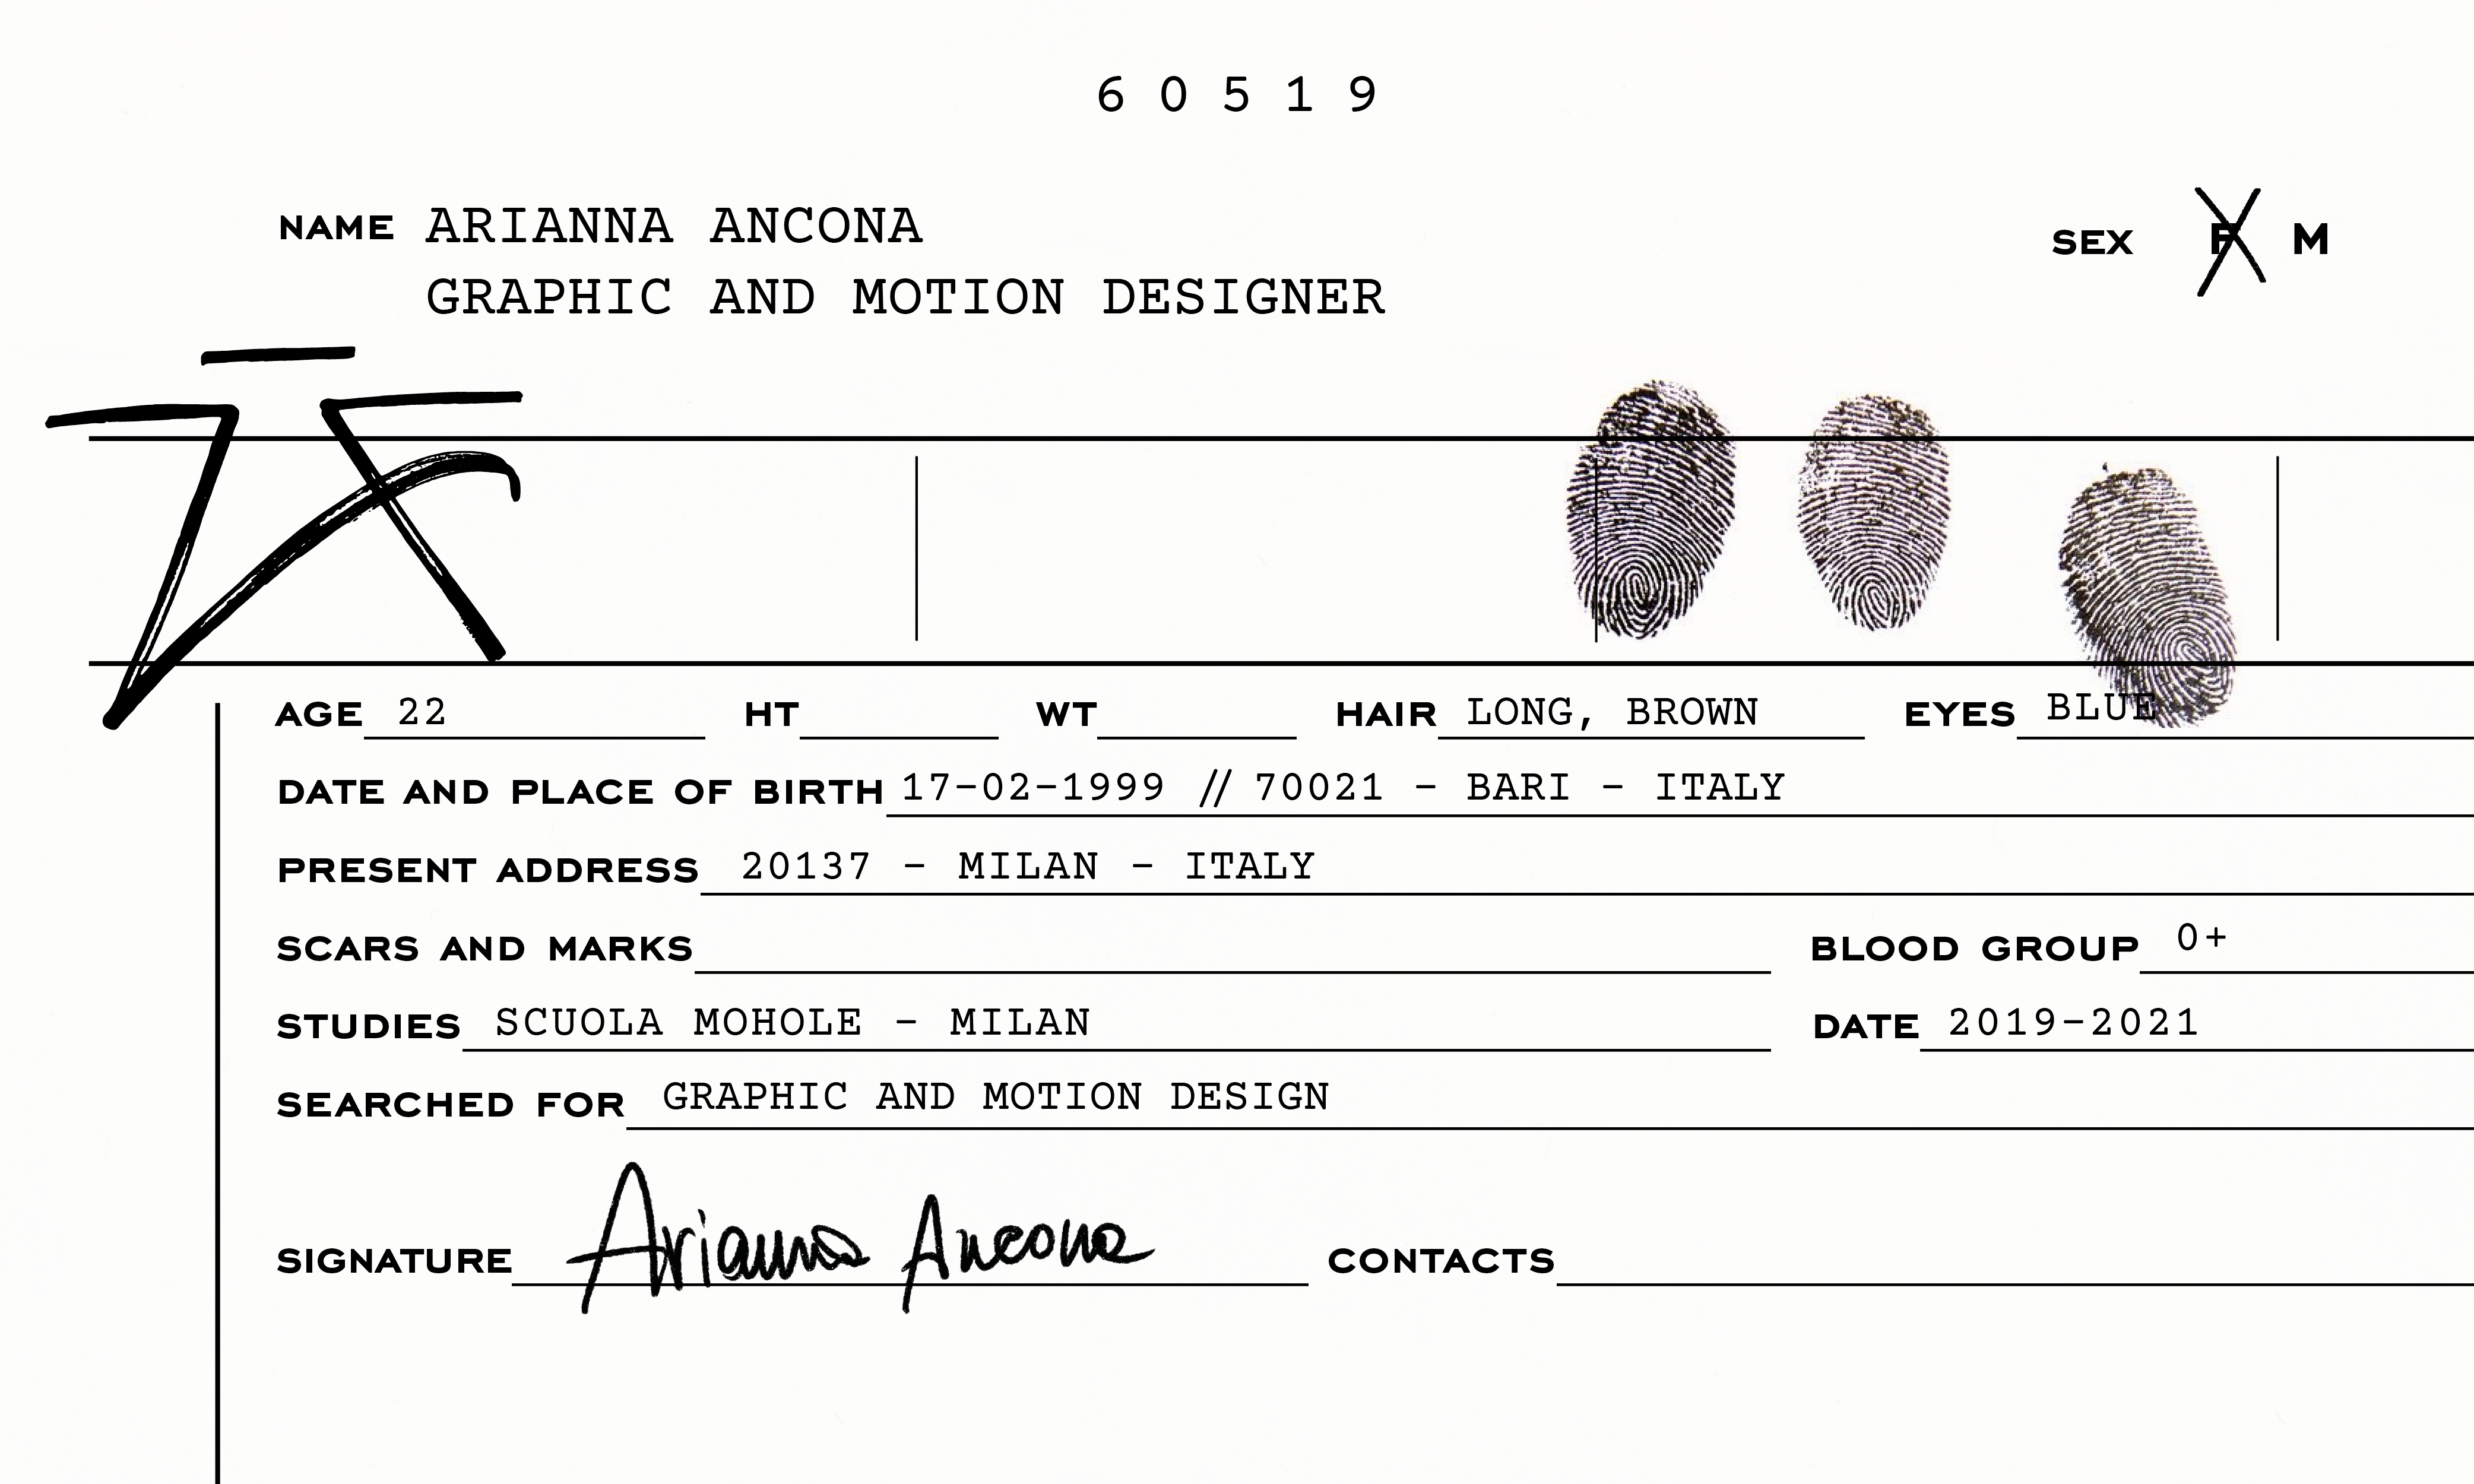 6 0 5 1 9
NAME ARIANNA ANCONA SEX F M
GRAPHIC AND MOTION DESIGNER
AGE 22 HT WT HAIR LONG, BROWN EYES BLUE
DATE AND PLACE OF BIRTH 17-02-1999 // 70021 - BARI - ITALY
PRESENT ADDRESS 20137 - MILAN - ITALY
SCARS AND MARKS BLOOD GROUP 0+
STUDIES SCUOLA MOHOLE - MILAN DATE 2019-2021
SEARCHED FOR GRAPHIC AND MOTION DESIGN
SIGNATURE Arianna Ancona CONTACTS